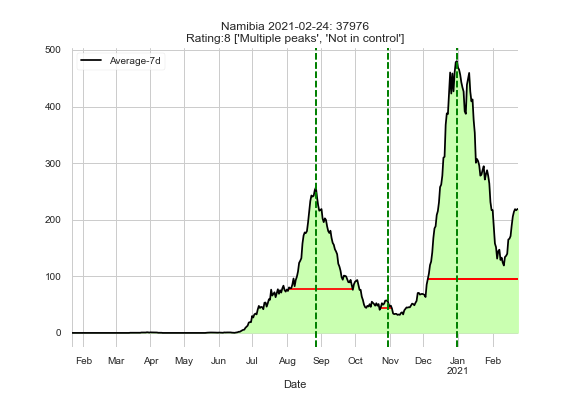 Namibia 2021-02-24: 37976
Rating:8 ['Multiple peaks', 'Not in control']
Average-7d
500
400
300
200
100
0
Feb Mar Apr May Jun Jul Aug Sep Oct Nov Dec Jan Feb
2021
Date